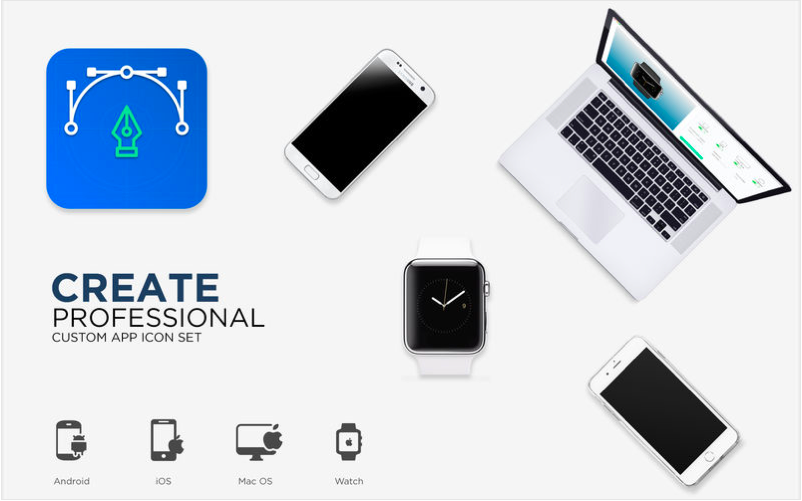 CREATE
PROFESSIONAL
CUSTOM APP ICON SET
Android
iOS
Mac OS
Watch